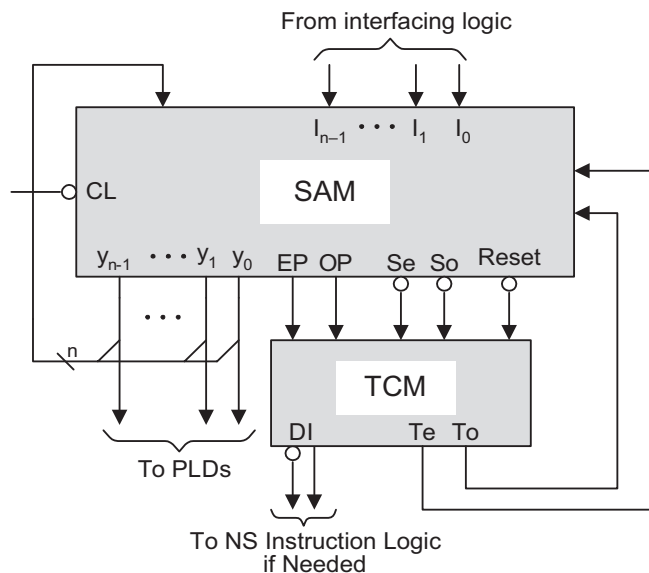 From interfacing logic
I_{n–1} • • • I_1 I_0
SAM
CL
y_{n-1} • • • y_1 y_0 EP OP Se So Reset
• • •
n
TCM
DI Te To
To PLDs
To NS Instruction Logic
if Needed